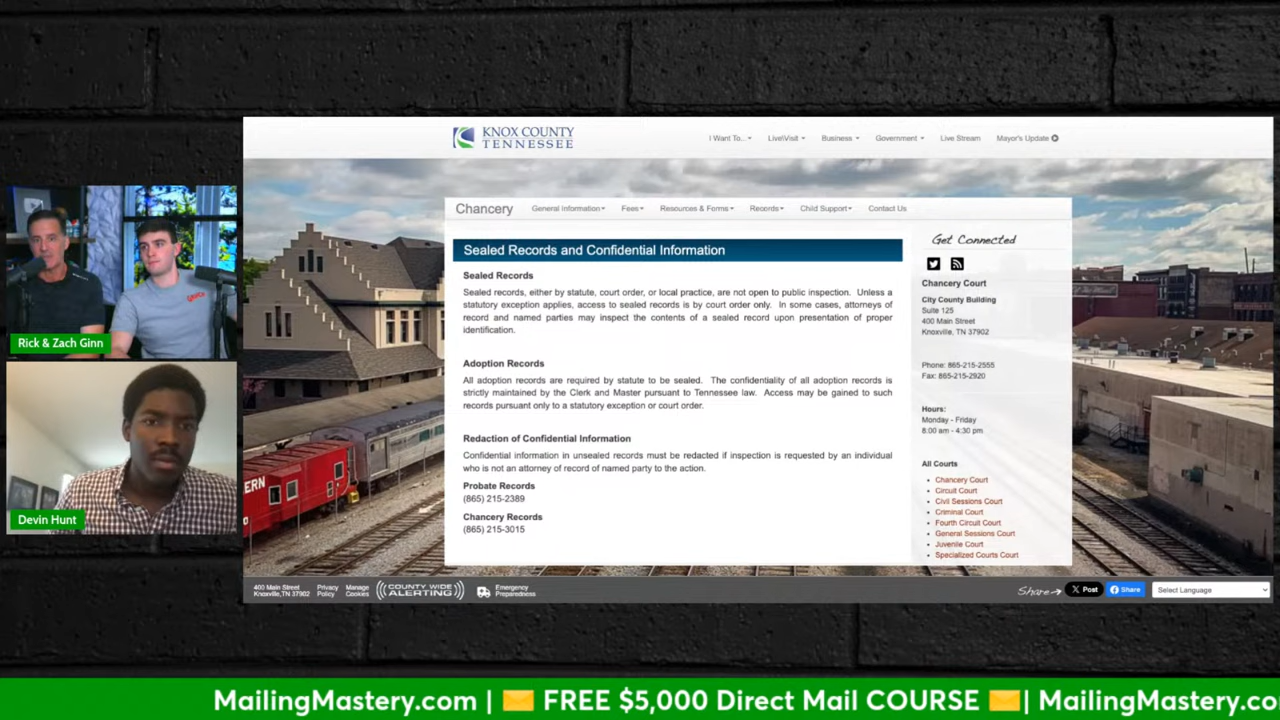 KNOX COUNTY
TENNESSEE
I Want To...
Live\Visit
Business
Government
Live Stream
Mayor's Update
Chancery
General Information
Fees
Resources & Forms
Records
Child Support
Contact Us
Sealed Records and Confidential Information
Sealed Records
Sealed records, either by statute, court order, or local practice, are not open to public inspection. Unless a
statutory exception applies, access to sealed records is by court order only. In some cases, attorneys of
record and named parties may inspect the contents of a sealed record upon presentation of proper
identification.
Adoption Records
All adoption records are required by statute to be sealed. The confidentiality of all adoption records is
strictly maintained by the Clerk and Master pursuant to Tennessee law. Access may be gained to such
records pursuant only to a statutory exception or court order.
Redaction of Confidential Information
Confidential information in unsealed records must be redacted if inspection is requested by an individual
who is not an attorney of record of named party to the action.
Probate Records
(865) 215-2389
Chancery Records
(865) 215-3015
Get Connected
Chancery Court
City County Building
Suite 125
400 Main Street
Knoxville, TN 37902
Phone: 865-215-2555
Fax: 865-215-2920
Hours:
Monday - Friday
8:00 am - 4:30 pm
All Courts
Chancery Court
Circuit Court
Civil Sessions Court
Criminal Court
Fourth Circuit Court
General Sessions Court
Juvenile Court
Specialized Courts Court
ERN
Rick & Zach Ginn
Devin Hunt
400 Main Street
Knoxville,TN 37902
Privacy
Policy
Manage
Cookies
COUNTY WIDE
ALERTING
Emergency
Preparedness
Share
Post
Share
Select Language
MailingMastery.com | ✉️ FREE $5,000 Direct Mail COURSE ✉️| MailingMastery.co